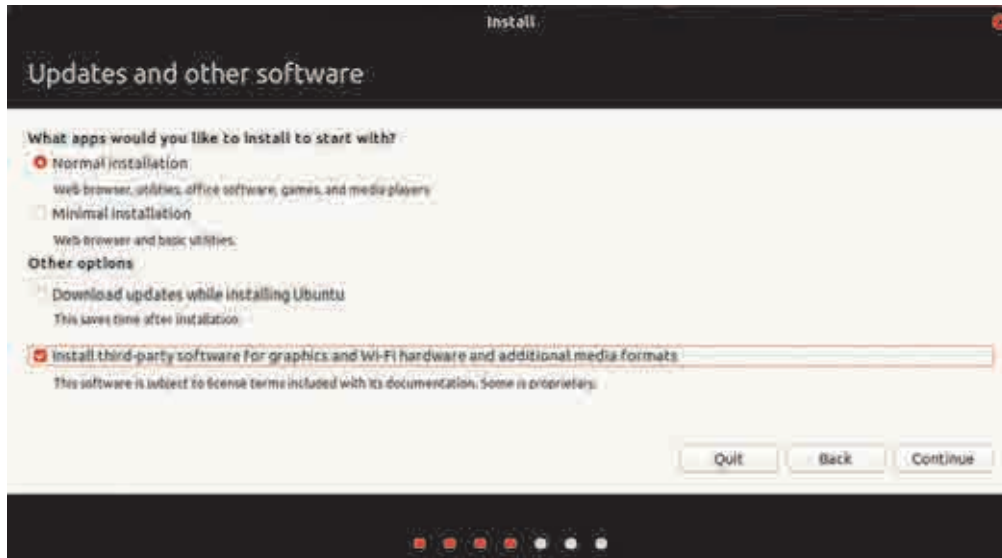 Install
Updates and other software
What apps would you like to install to start with?
Normal installation
Web browser, utilities, office software, games, and media players
Minimal installation
Web browser and basic utilities.
Other options
Download updates while installing Ubuntu
This saves time after installation.
Install third-party software for graphics and Wi-Fi hardware and additional media formats
This software is subject to license terms included with its documentation. Some is proprietary.
Quit Back Continue